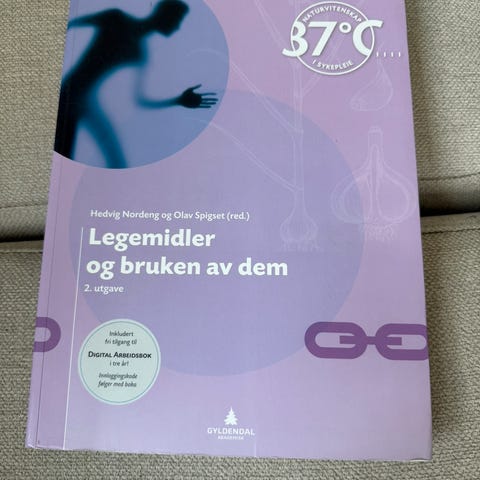 NATURVITENSKAP
37°C....
I SYKEPLEIE
Hedvig Nordeng og Olav Spigset (red.)
Legemidler
og bruken av dem
2. utgave
Inkludert
fri tilgang til
DIGITAL ARBEIDSBOK
i tre år!
Innloggingskode
følger med boka
GYLDENDAL
AKADEMISK